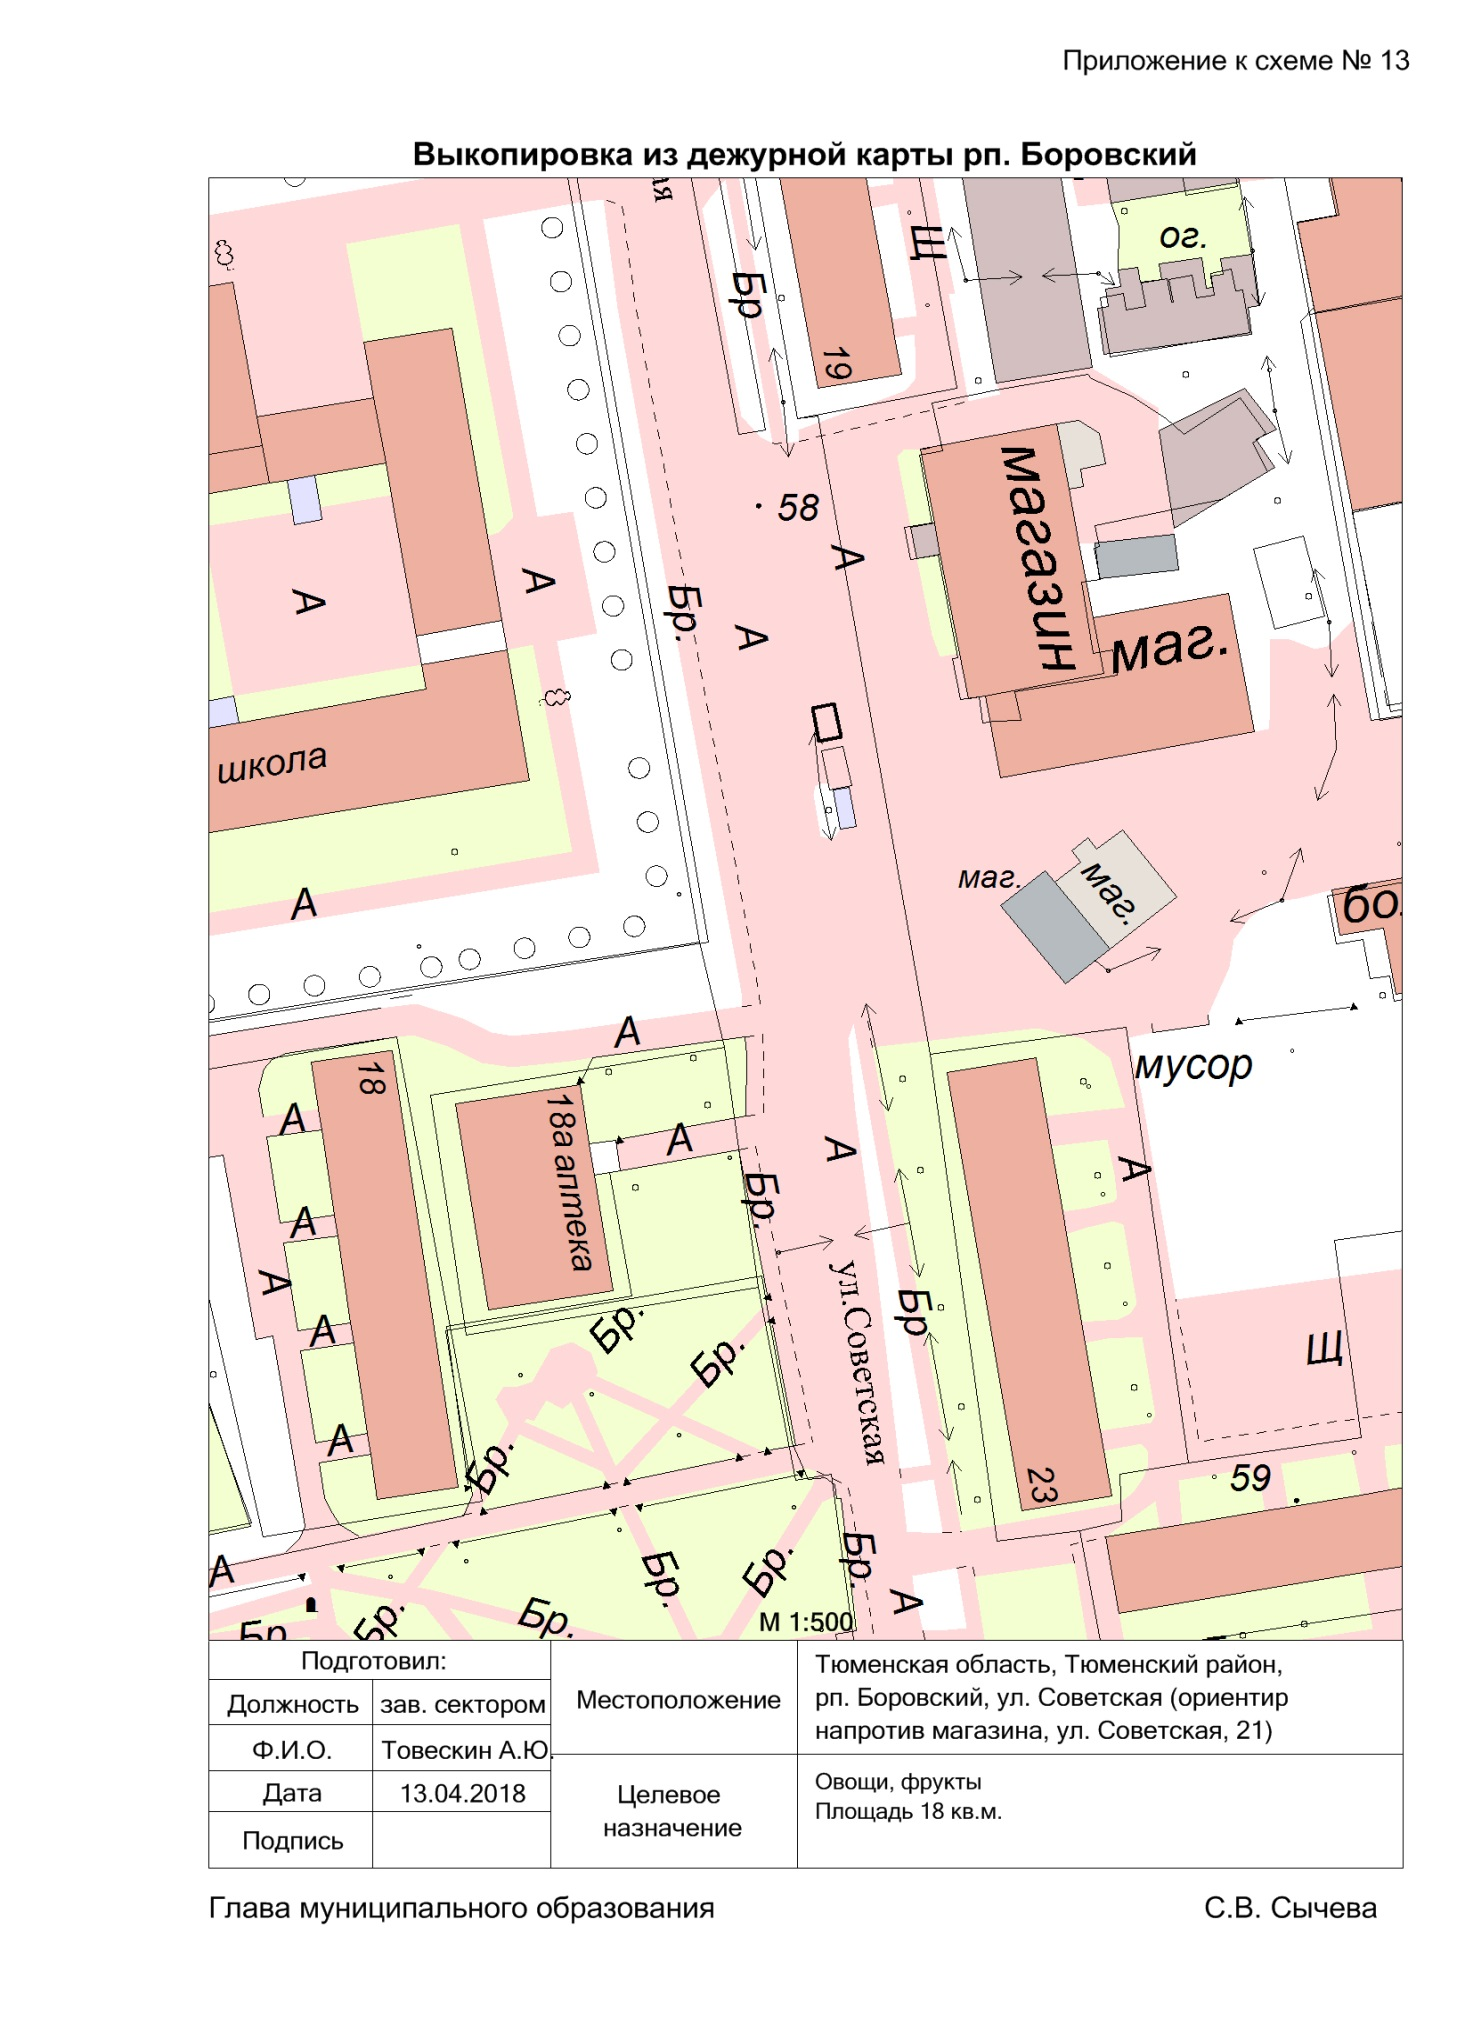 Приложение к схеме № 13
Выкопировка из дежурной карты рп. Боровский
ая
ог.
Щ
Бр
19
магазин
58
А
А
А
Бр.
А
маг.
школа
маг.
маг.
А
А
мусор
18
А
18а аптека
А
А
А
Бр.
А
ул.Советская
А
Бр
А
Бр.
Бр.
Щ
А
Бр.
23
59
Бр.
А
Бр.
Бр.
А
Бр.
Бр.
Бр
М 1:500
Подготовил:
Должность
зав. сектором
Ф.И.О.
Товескин А.Ю.
Дата
13.04.2018
Подпись
Местоположение
Тюменская область, Тюменский район,
рп. Боровский, ул. Советская (ориентир
напротив магазина, ул. Советская, 21)
Целевое
назначение
Овощи, фрукты
Площадь 18 кв.м.
Глава муниципального образования
С.В. Сычева